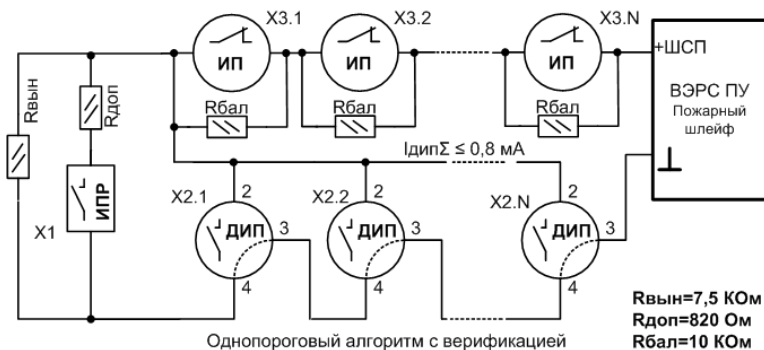 X3.1
X3.2
X3.N
+ШСП
ИП
ИП
ИП
ВЭРС ПУ
Пожарный
шлейф
Rвын
Rдоп
Rбал
Rбал
Rбал
IдипΣ ≤ 0,8 мА
ИПР
X1
X2.1
X2.2
X2.N
2
2
2
ДИП
3
ДИП
3
ДИП
3
4
4
4
Rвын=7,5 КОм
Rдоп=820 Ом
Rбал=10 КОм
Однопороговый алгоритм с верификацией